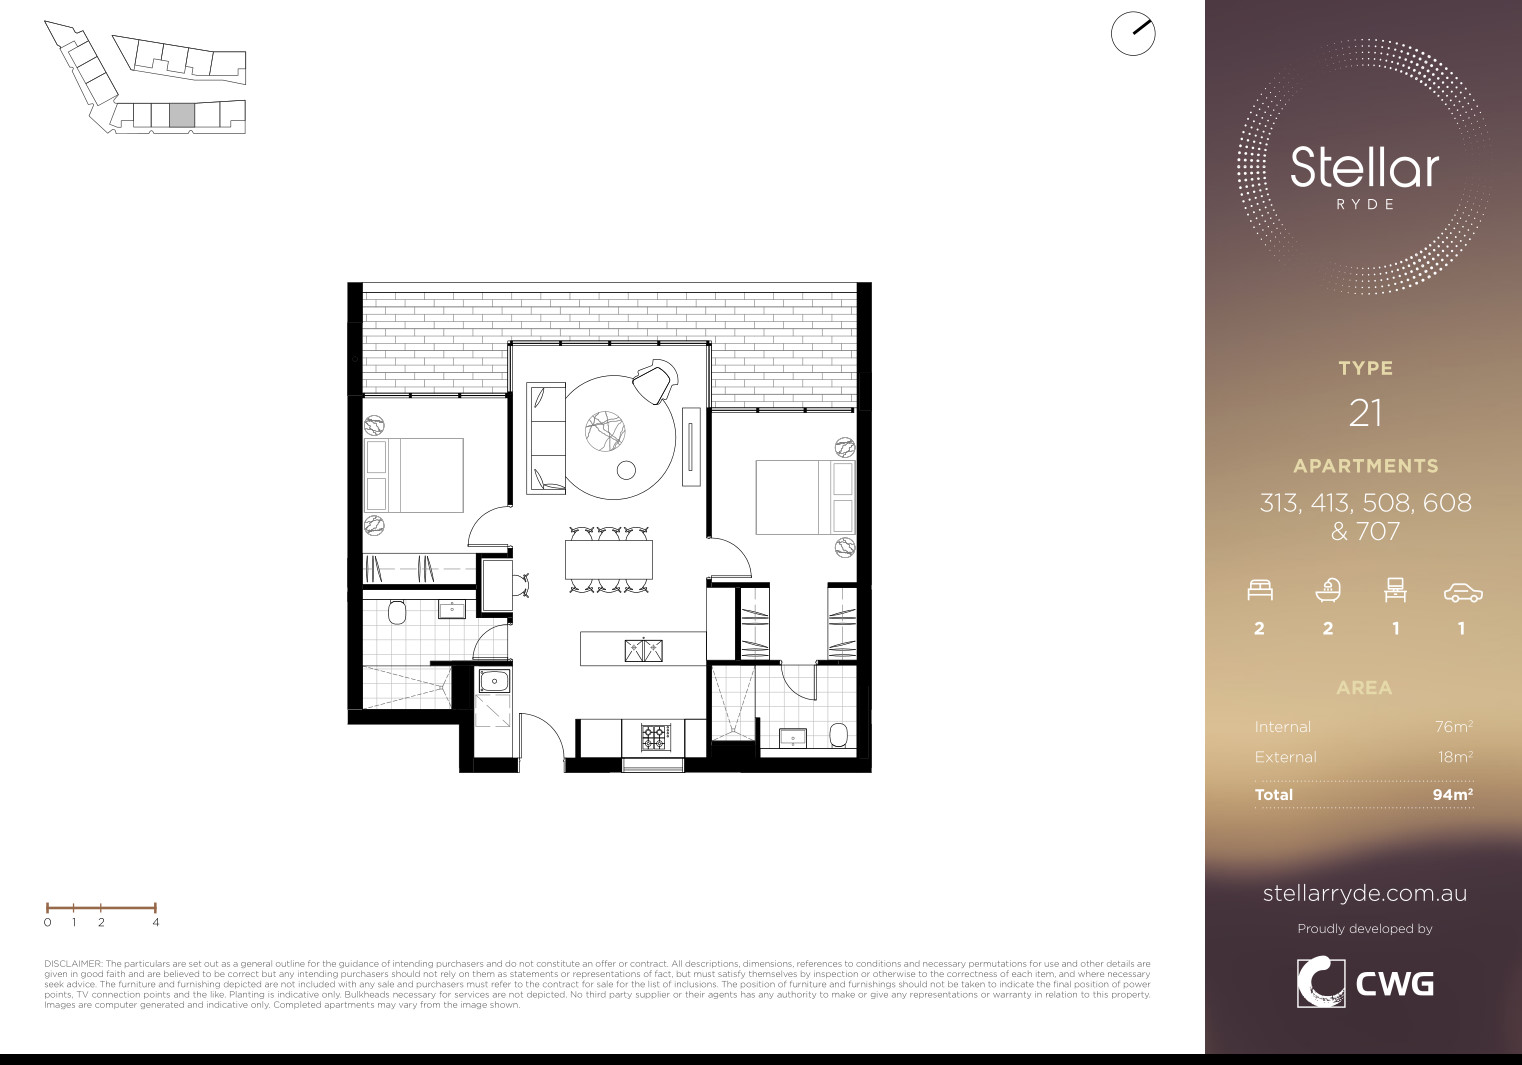 Stellar
RYDE
TYPE
21
APARTMENTS
313, 413, 508, 608
& 707
2 2 1 1
AREA
Internal 76m²
External 18m²
Total 94m²
stellarryde.com.au
Proudly developed by
CWG
0 1 2 4
DISCLAIMER: The particulars are set out as a general outline for the guidance of intending purchasers and do not constitute an offer or contract. All descriptions, dimensions, references to conditions and necessary permutations for use and other details are
given in good faith and are believed to be correct but any intending purchasers should not rely on them as statements or representations of fact, but must satisfy themselves by inspection or otherwise to the correctness of each item, and where necessary
seek advice. The furniture and furnishing depicted are not included with any sale and purchasers must refer to the contract for sale for the list of inclusions. The position of furniture and furnishings should not be taken to indicate the final position of power
points, TV connection points and the like. Planting is indicative only. Bulkheads necessary for services are not depicted. No third party supplier or their agents has any authority to make or give any representations or warranty in relation to this property.
Images are computer generated and indicative only. Completed apartments may vary from the image shown.